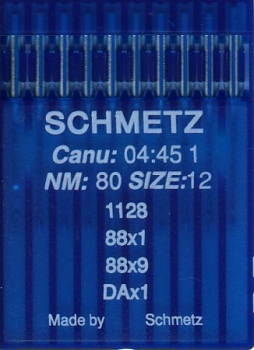 SCHMETZ
Canu: 04:45 1
NM: 80 SIZE:12
1128
88x1
88x9
DAx1
Made by Schmetz